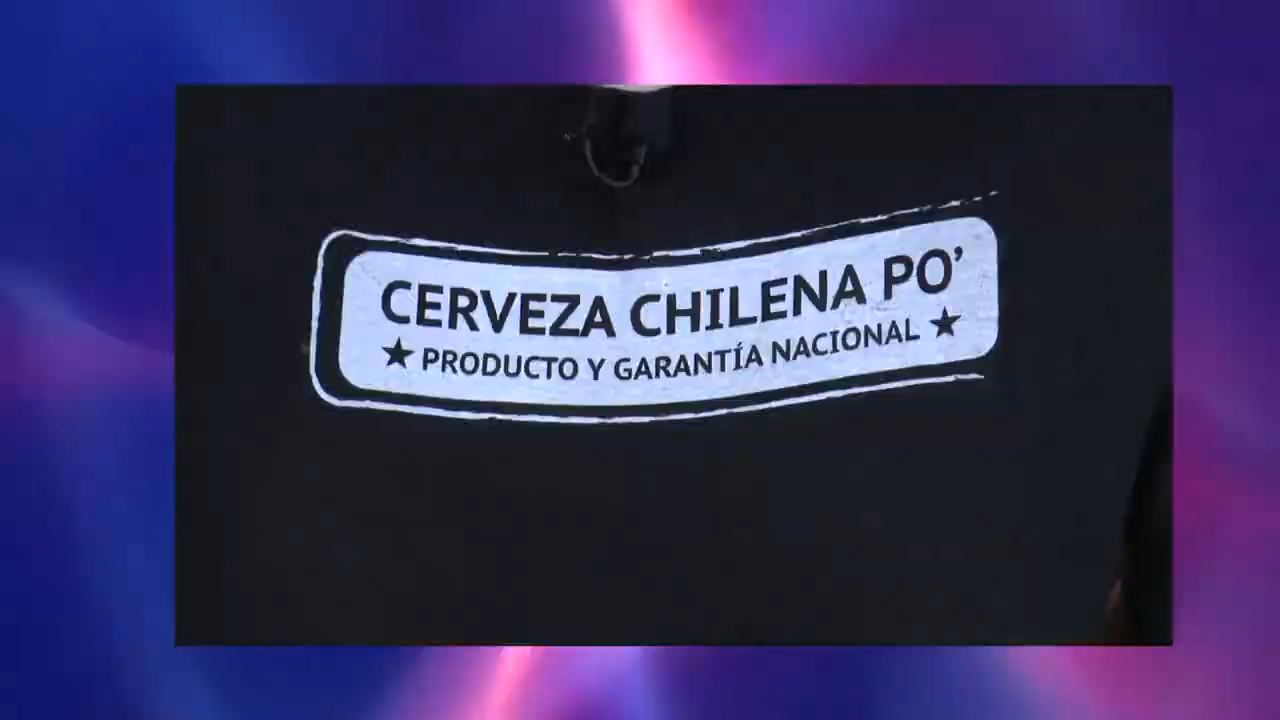 CERVEZA CHILENA PO'
★ PRODUCTO Y GARANTÍA NACIONAL ★